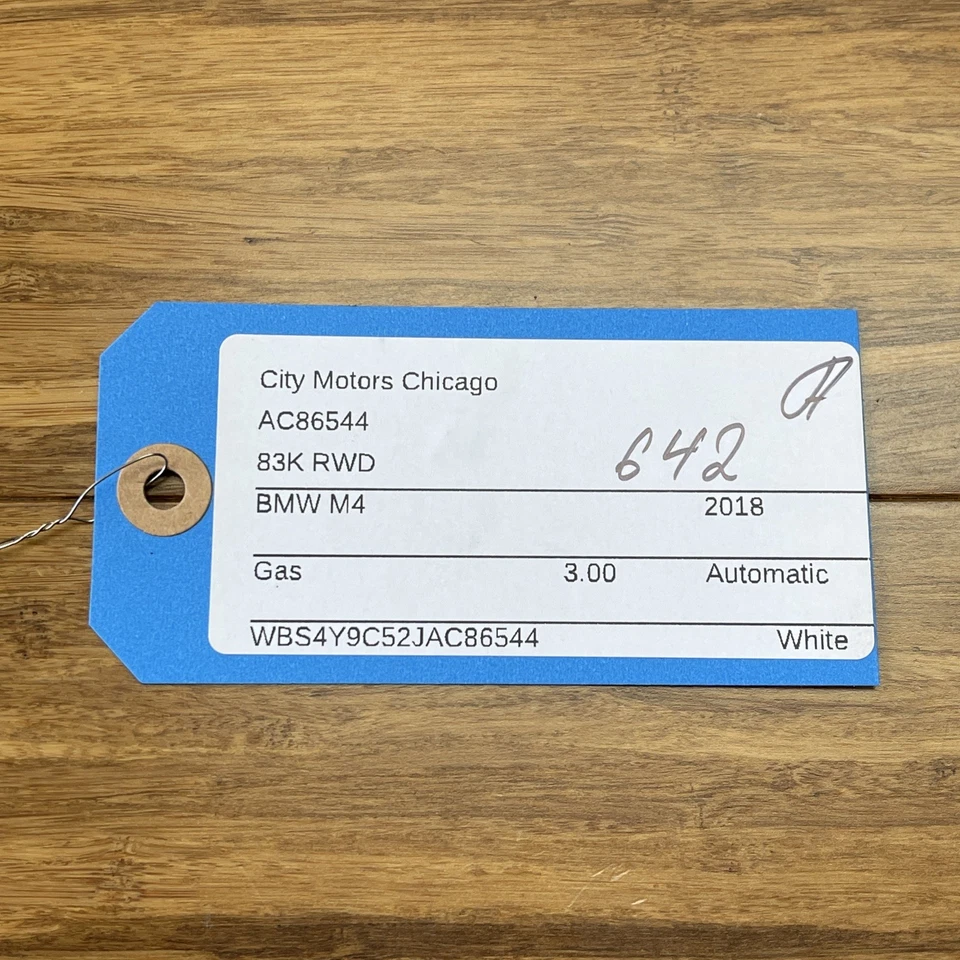 City Motors Chicago
AC86544
642
83K RWD
BMW M4 2018
Gas 3.00 Automatic
WBS4Y9C52JAC86544 White